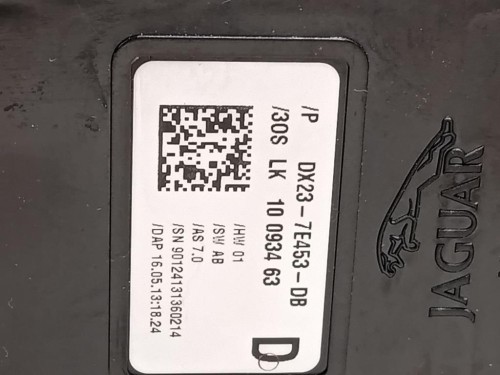 /P DX23-7E453-DB
/30S LK 10 0934 63
/HW 01
/SW AB
/AS 7.0
/SN 90124131360214
/DAP 16.05.13:18.24
D
JAGUAR